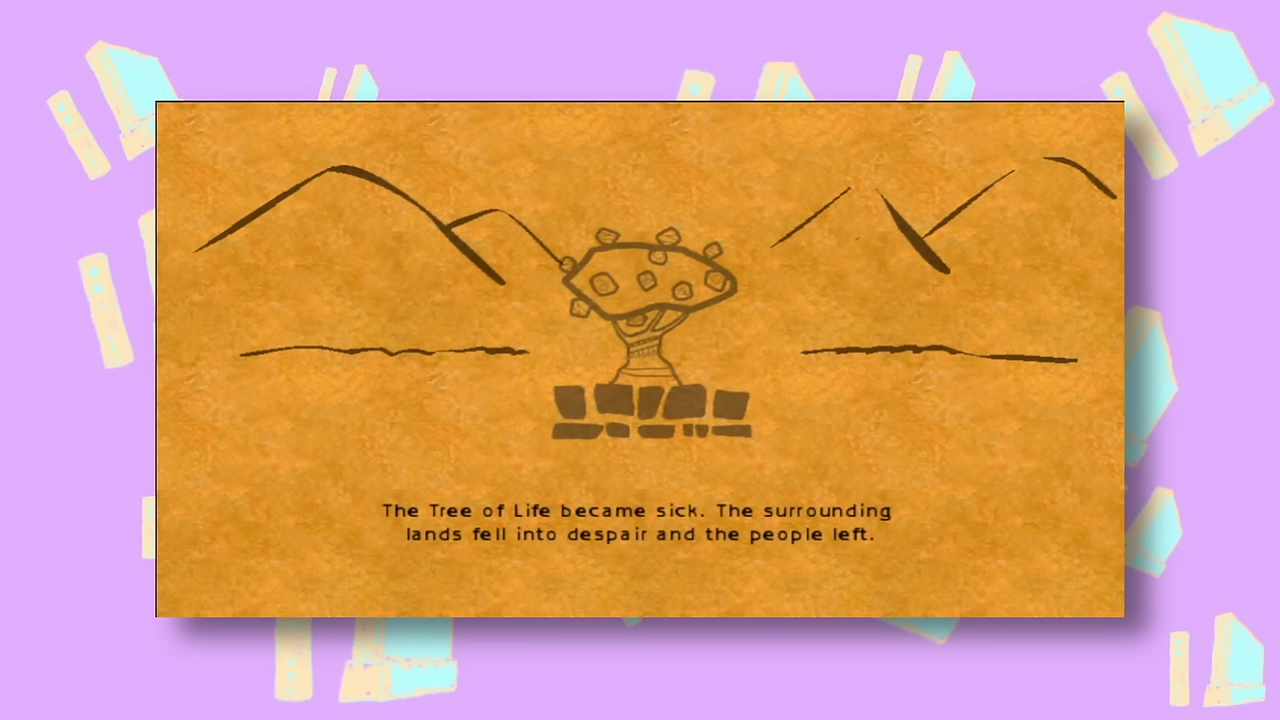 The Tree of Life became sick. The surrounding
lands fell into despair and the people left.